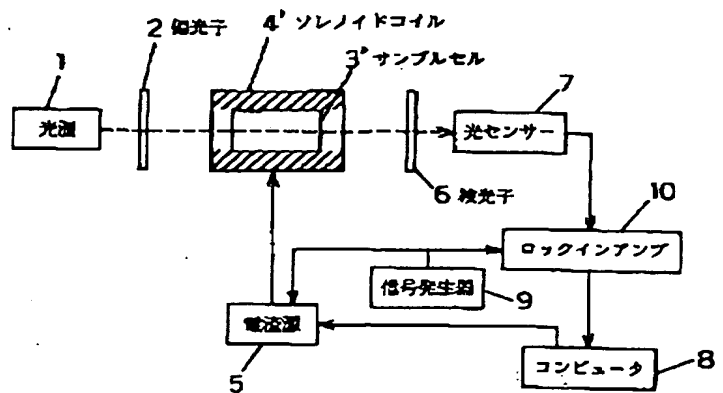 1
光源
2 偏光子
4' ソレノイドコイル
3' サンプルセル
6 検光子
7
光センサー
10
ロックインアンプ
信号発生器
9
電流源
5
コンピュータ
8